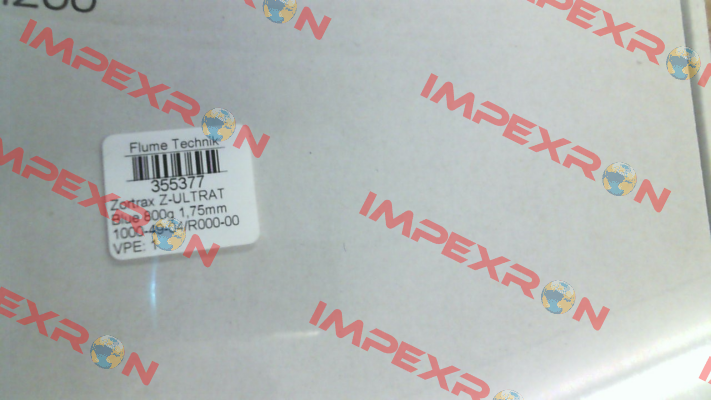 Flume Technik
355377
Zortrax Z-ULTRAT
Blue 800g 1,75mm
1000-49-04/R000-00
VPE: 1
IMPEXRON
IMPEXRON
IMPEXRON
IMPEXRON
IMPEXRON
IMPEXRON
IMPEXRON
IMPEXRON